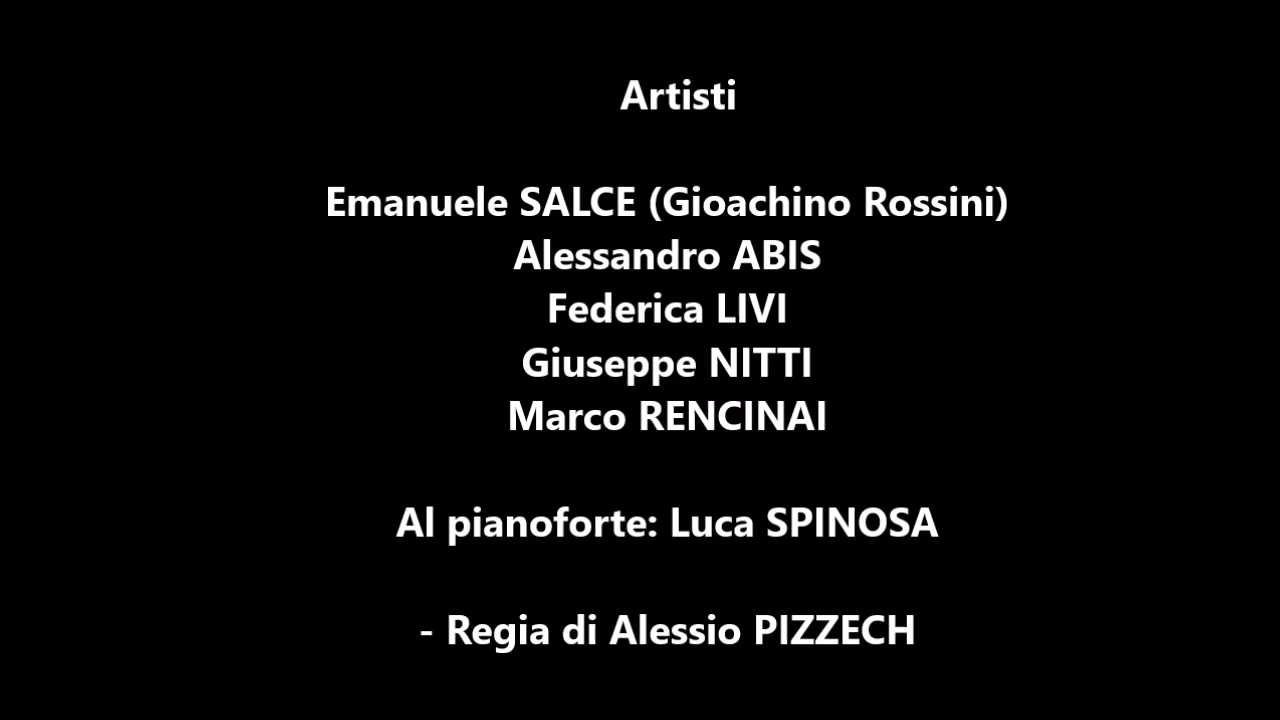 Artisti
Emanuele SALCE (Gioachino Rossini)
Alessandro ABIS
Federica LIVI
Giuseppe NITTI
Marco RENCINAI
Al pianoforte: Luca SPINOSA
- Regia di Alessio PIZZECH